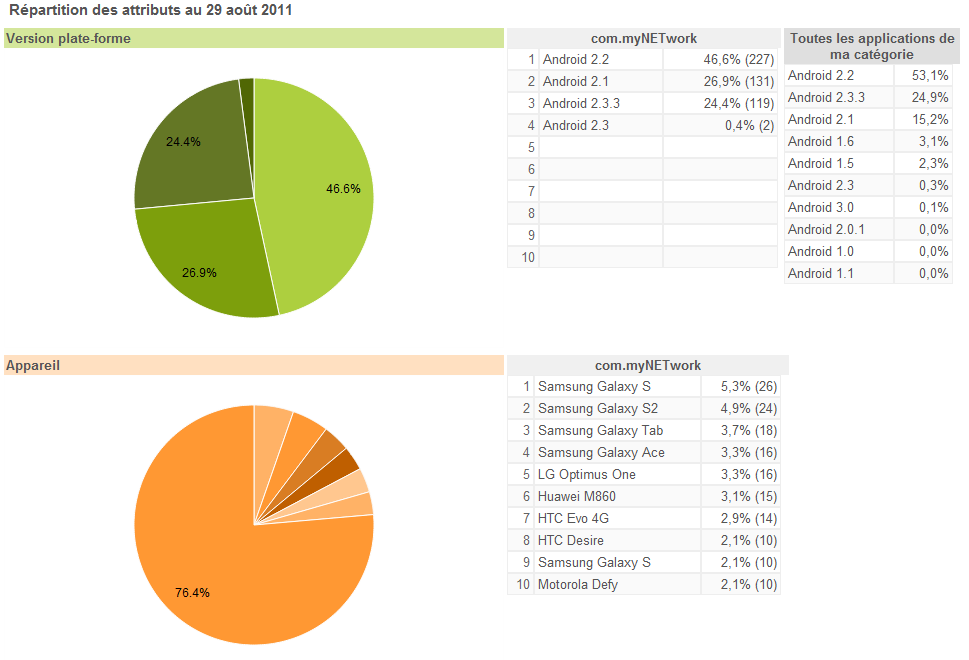 Répartition des attributs au 29 août 2011
Version plate-forme
24.4%
46.6%
26.9%
com.myNETwork
1 Android 2.2 46,6% (227)
2 Android 2.1 26,9% (131)
3 Android 2.3.3 24,4% (119)
4 Android 2.3 0,4% (2)
5
6
7
8
9
10
Toutes les applications de
ma catégorie
Android 2.2 53,1%
Android 2.3.3 24,9%
Android 2.1 15,2%
Android 1.6 3,1%
Android 1.5 2,3%
Android 2.3 0,3%
Android 3.0 0,1%
Android 2.0.1 0,0%
Android 1.0 0,0%
Android 1.1 0,0%
Appareil
76.4%
com.myNETwork
1 Samsung Galaxy S 5,3% (26)
2 Samsung Galaxy S2 4,9% (24)
3 Samsung Galaxy Tab 3,7% (18)
4 Samsung Galaxy Ace 3,3% (16)
5 LG Optimus One 3,3% (16)
6 Huawei M860 3,1% (15)
7 HTC Evo 4G 2,9% (14)
8 HTC Desire 2,1% (10)
9 Samsung Galaxy S 2,1% (10)
10 Motorola Defy 2,1% (10)